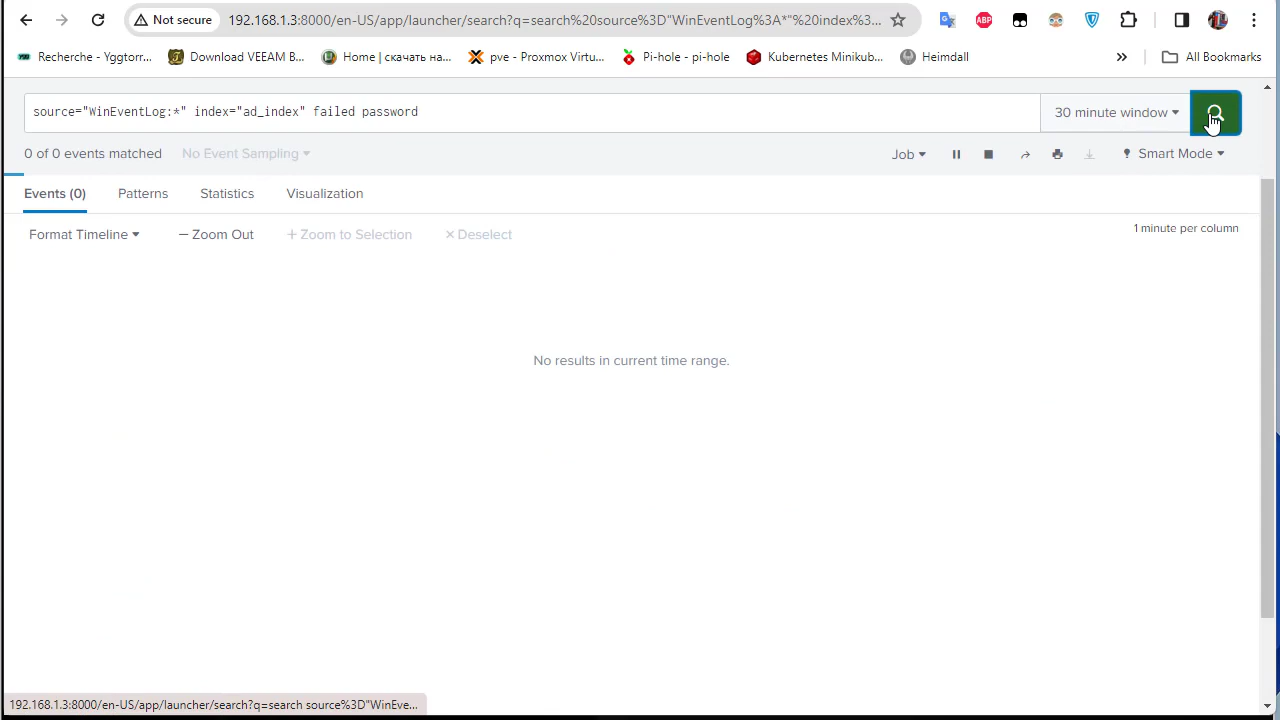 Not secure 192.168.1.3:8000/en-US/app/launcher/search?q=search%20source%3D"WinEventLog%3A*"%20index%3...
ABP
Recherche - Yggtorr... Download VEEAM B... Home | скачать на... pve - Proxmox Virtu... Pi-hole - pi-hole Kubernetes Minikub... Heimdall » All Bookmarks
source="WinEventLog:*" index="ad_index" failed password 30 minute window
0 of 0 events matched No Event Sampling Job Smart Mode
Events (0) Patterns Statistics Visualization
Format Timeline — Zoom Out + Zoom to Selection × Deselect 1 minute per column
No results in current time range.
192.168.1.3:8000/en-US/app/launcher/search?q=search source%3D"WinEve...